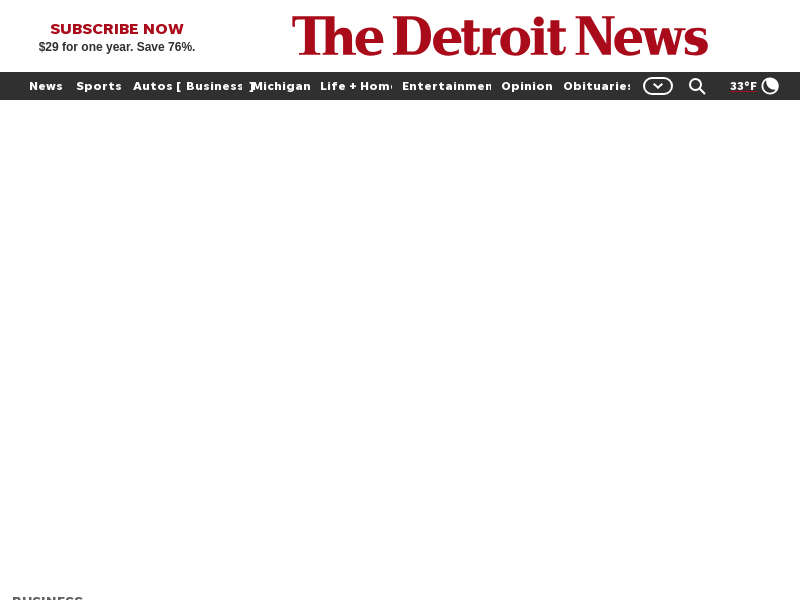 SUBSCRIBE NOW
$29 for one year. Save 76%.
The Detroit News
News Sports Autos [ Business ] Michigan Life + Home Entertainmen Opinion Obituaries 33°F
BUSINESS